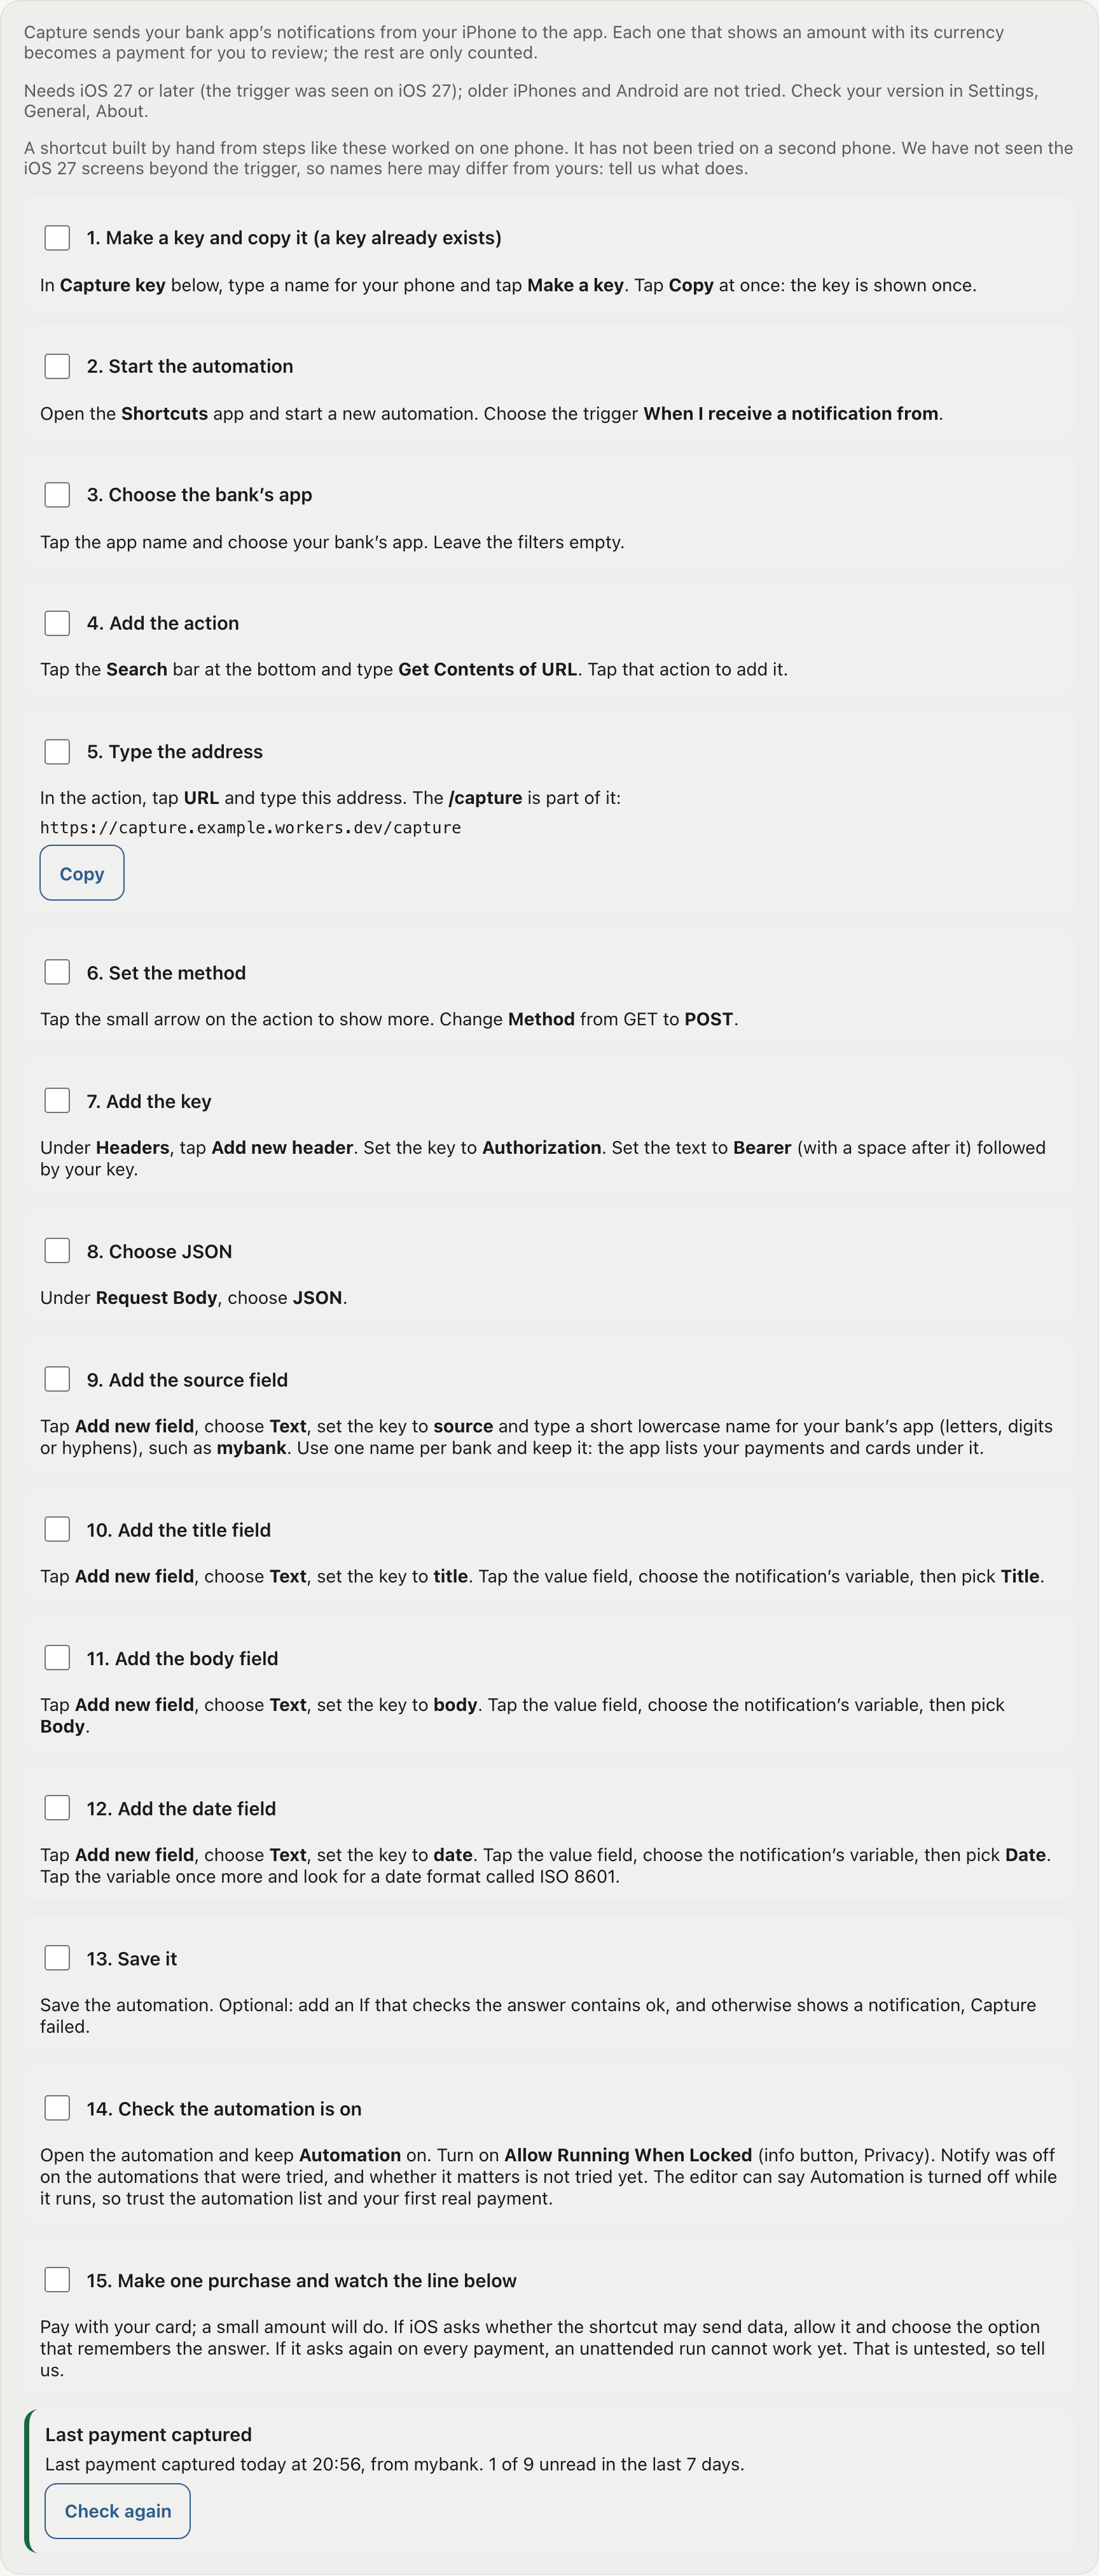 Capture sends your bank app’s notifications from your iPhone to the app. Each one that shows an amount with its currency
becomes a payment for you to review; the rest are only counted.
Needs iOS 27 or later (the trigger was seen on iOS 27); older iPhones and Android are not tried. Check your version in Settings,
General, About.
A shortcut built by hand from steps like these worked on one phone. It has not been tried on a second phone. We have not seen the
iOS 27 screens beyond the trigger, so names here may differ from yours: tell us what does.
1. Make a key and copy it (a key already exists)
In Capture key below, type a name for your phone and tap Make a key. Tap Copy at once: the key is shown once.
2. Start the automation
Open the Shortcuts app and start a new automation. Choose the trigger When I receive a notification from.
3. Choose the bank’s app
Tap the app name and choose your bank’s app. Leave the filters empty.
4. Add the action
Tap the Search bar at the bottom and type Get Contents of URL. Tap that action to add it.
5. Type the address
In the action, tap URL and type this address. The /capture is part of it:
https://capture.example.workers.dev/capture
Copy
6. Set the method
Tap the small arrow on the action to show more. Change Method from GET to POST.
7. Add the key
Under Headers, tap Add new header. Set the key to Authorization. Set the text to Bearer (with a space after it) followed
by your key.
8. Choose JSON
Under Request Body, choose JSON.
9. Add the source field
Tap Add new field, choose Text, set the key to source and type a short lowercase name for your bank’s app (letters, digits
or hyphens), such as mybank. Use one name per bank and keep it: the app lists your payments and cards under it.
10. Add the title field
Tap Add new field, choose Text, set the key to title. Tap the value field, choose the notification’s variable, then pick Title.
11. Add the body field
Tap Add new field, choose Text, set the key to body. Tap the value field, choose the notification’s variable, then pick
Body.
12. Add the date field
Tap Add new field, choose Text, set the key to date. Tap the value field, choose the notification’s variable, then pick Date.
Tap the variable once more and look for a date format called ISO 8601.
13. Save it
Save the automation. Optional: add an If that checks the answer contains ok, and otherwise shows a notification, Capture
failed.
14. Check the automation is on
Open the automation and keep Automation on. Turn on Allow Running When Locked (info button, Privacy). Notify was off
on the automations that were tried, and whether it matters is not tried yet. The editor can say Automation is turned off while
it runs, so trust the automation list and your first real payment.
15. Make one purchase and watch the line below
Pay with your card; a small amount will do. If iOS asks whether the shortcut may send data, allow it and choose the option
that remembers the answer. If it asks again on every payment, an unattended run cannot work yet. That is untested, so tell
us.
Last payment captured
Last payment captured today at 20:56, from mybank. 1 of 9 unread in the last 7 days.
Check again